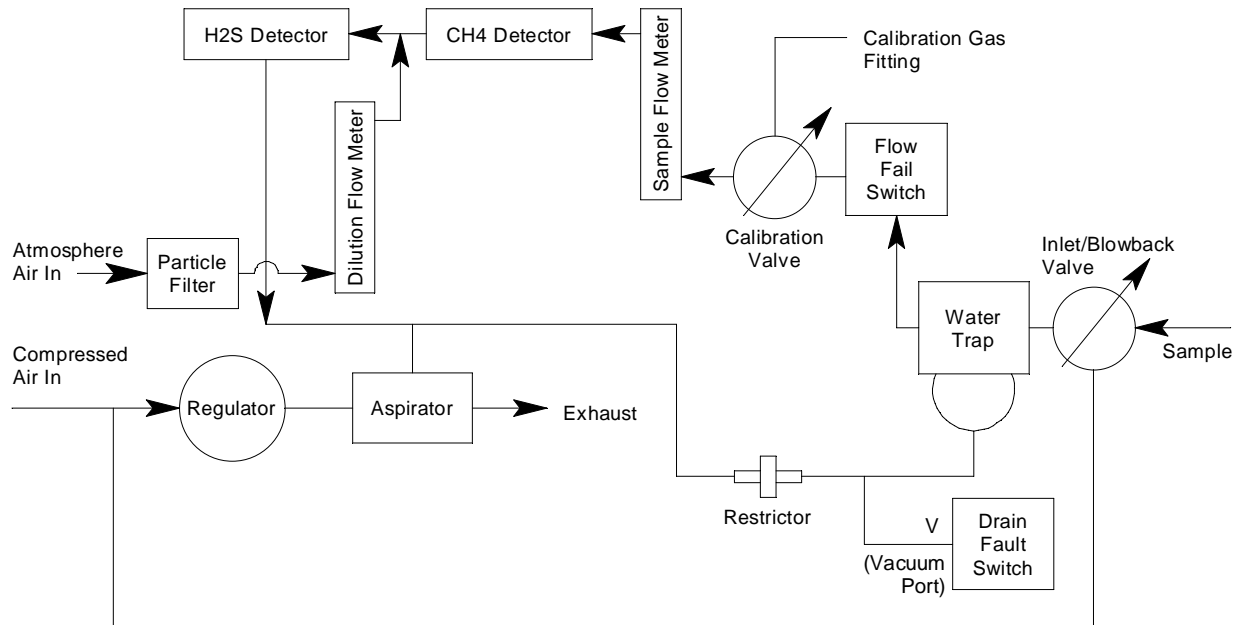 H2S Detector
CH4 Detector
Sample Flow Meter
Calibration Gas
Fitting
Dilution Flow Meter
Flow
Fail
Switch
Calibration
Valve
Inlet/Blowback
Valve
Atmosphere
Air In
Particle
Filter
Water
Trap
Sample
Compressed
Air In
Regulator
Aspirator
Exhaust
Restrictor
V
(Vacuum
Port)
Drain
Fault
Switch